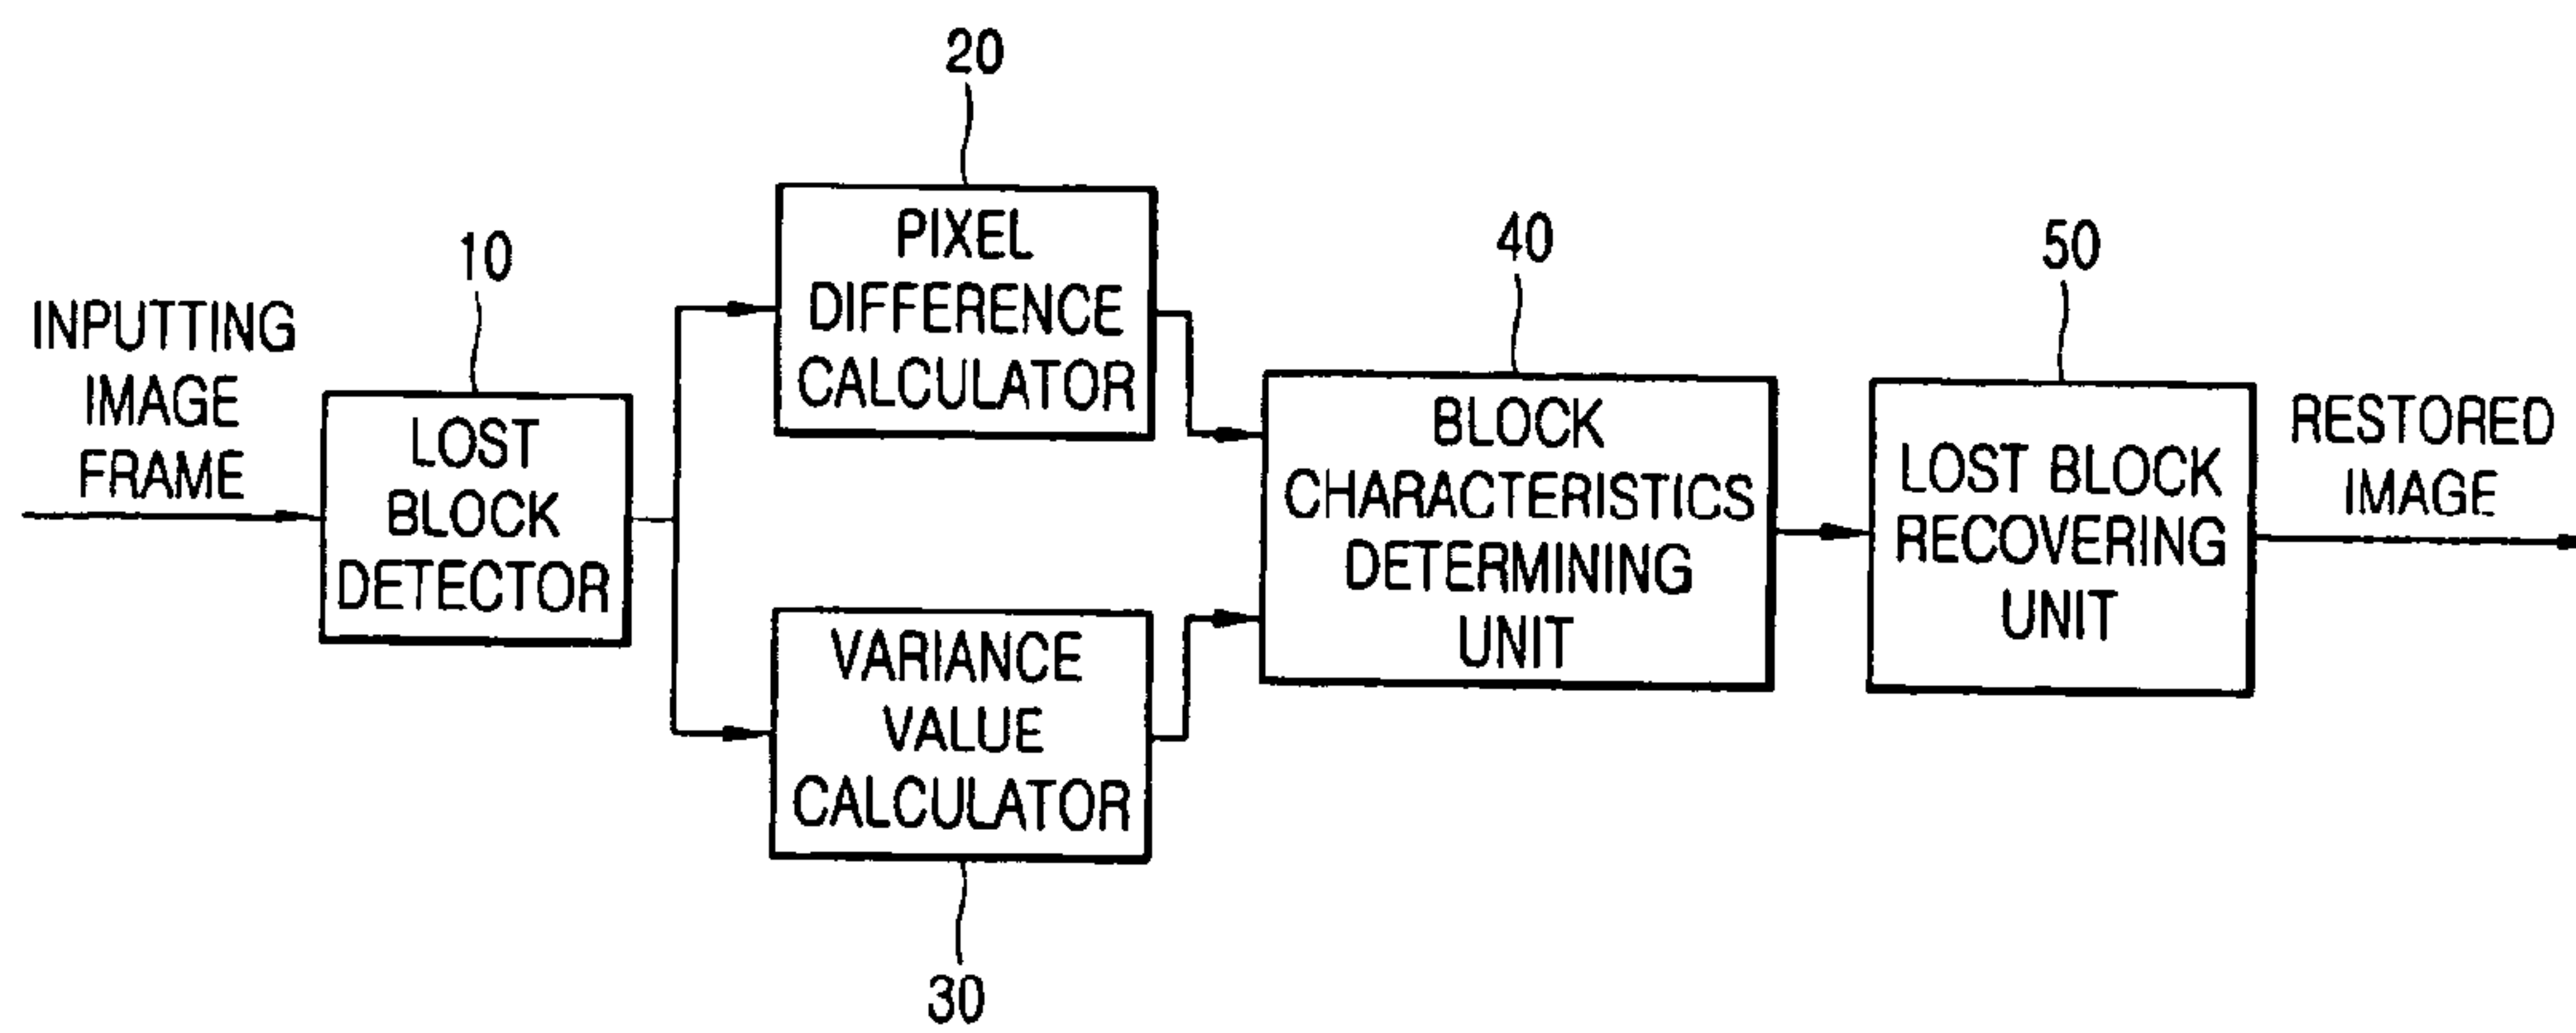 INPUTTING
IMAGE
FRAME
10
LOST
BLOCK
DETECTOR
20
PIXEL
DIFFERENCE
CALCULATOR
VARIANCE
VALUE
CALCULATOR
30
40
BLOCK
CHARACTERISTICS
DETERMINING
UNIT
50
LOST BLOCK
RECOVERING
UNIT
RESTORED
IMAGE